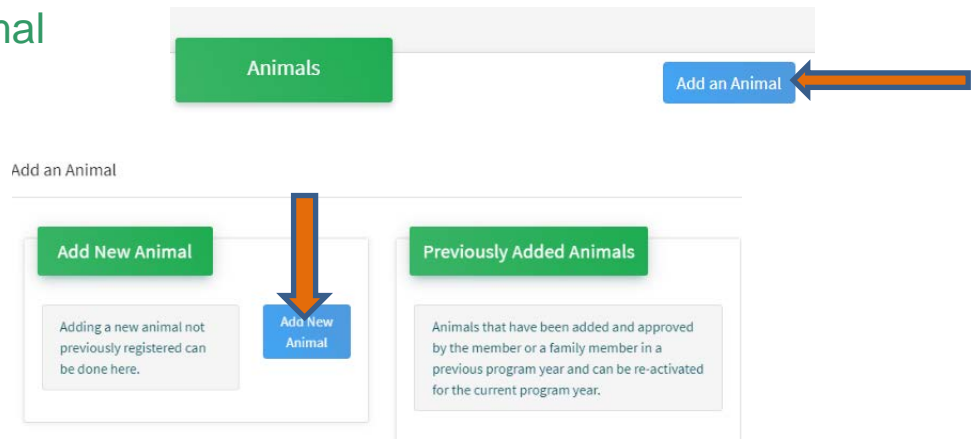 nal
Animals
Add an Animal
Add an Animal
Add New Animal
Adding a new animal not
previously registered can
be done here.
Add New
Animal
Previously Added Animals
Animals that have been added and approved
by the member or a family member in a
previous program year and can be re-activated
for the current program year.